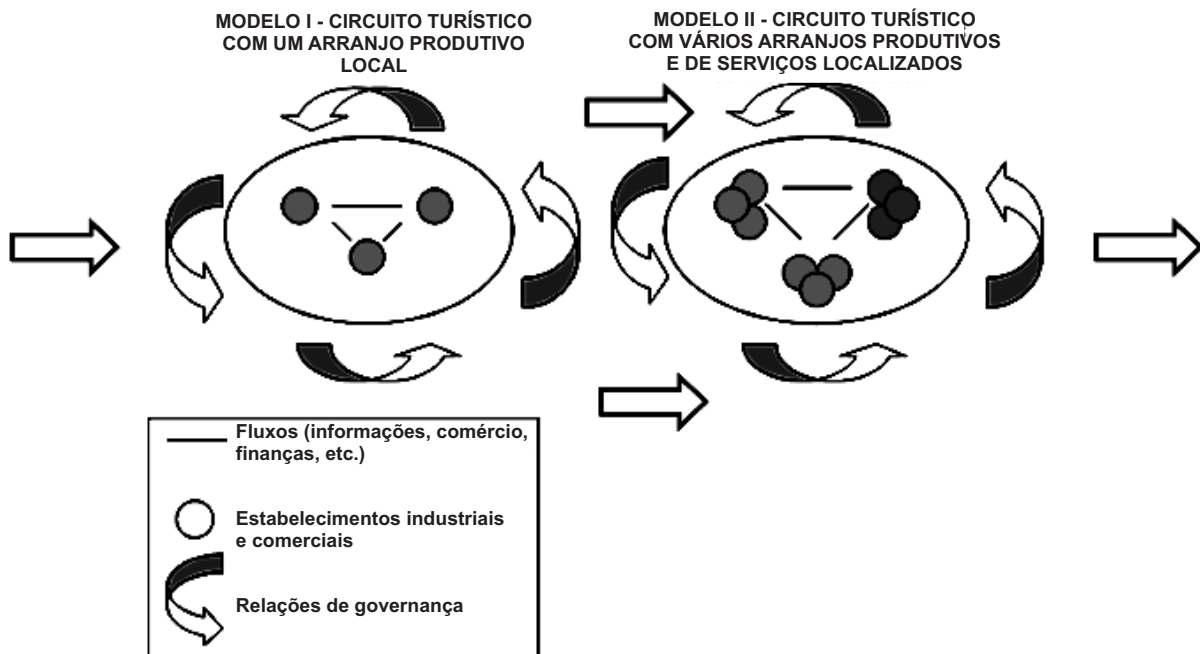 MODELO I - CIRCUITO TURÍSTICO
COM UM ARRANJO PRODUTIVO
LOCAL
MODELO II - CIRCUITO TURÍSTICO
COM VÁRIOS ARRANJOS PRODUTIVOS
E DE SERVIÇOS LOCALIZADOS
Fluxos (informações, comércio,
finanças, etc.)
Estabelecimentos industriais
e comerciais
Relações de governança